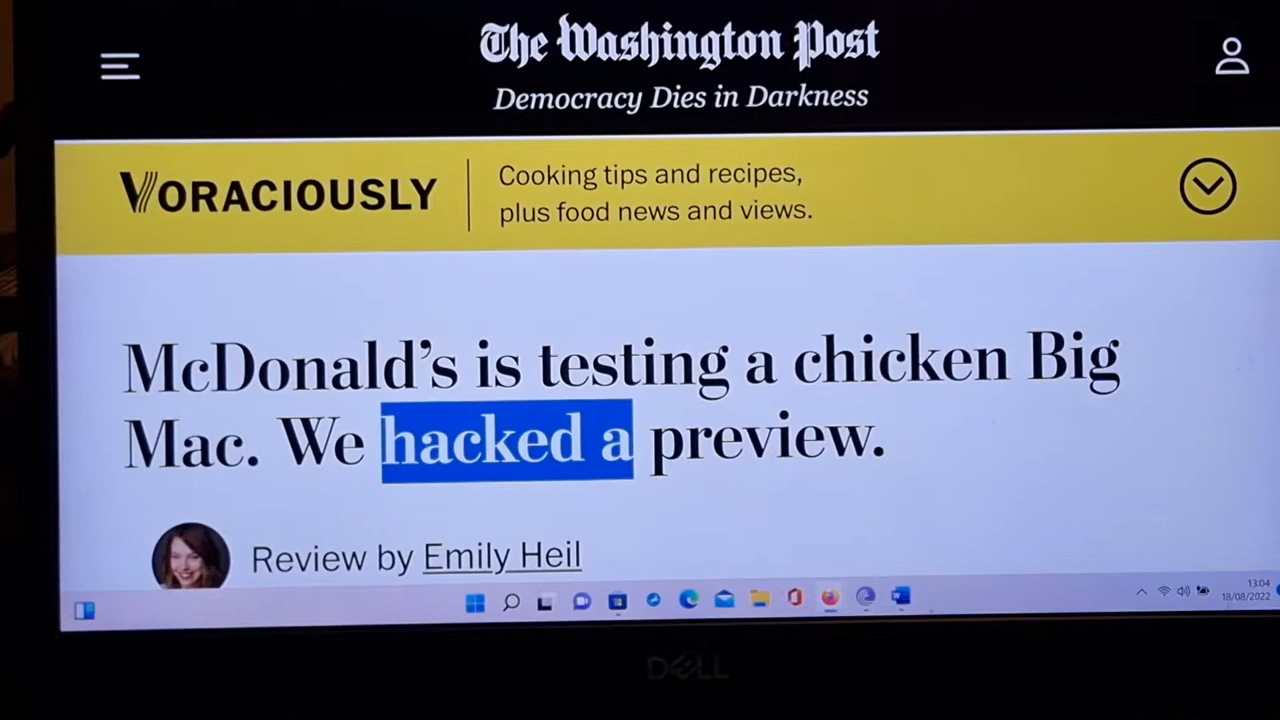 The Washington Post
Democracy Dies in Darkness
VORACIOUSLY
Cooking tips and recipes,
plus food news and views.
McDonald's is testing a chicken Big
Mac. We hacked a preview.
Review by Emily Heil
13:04
18/08/2022
DELL